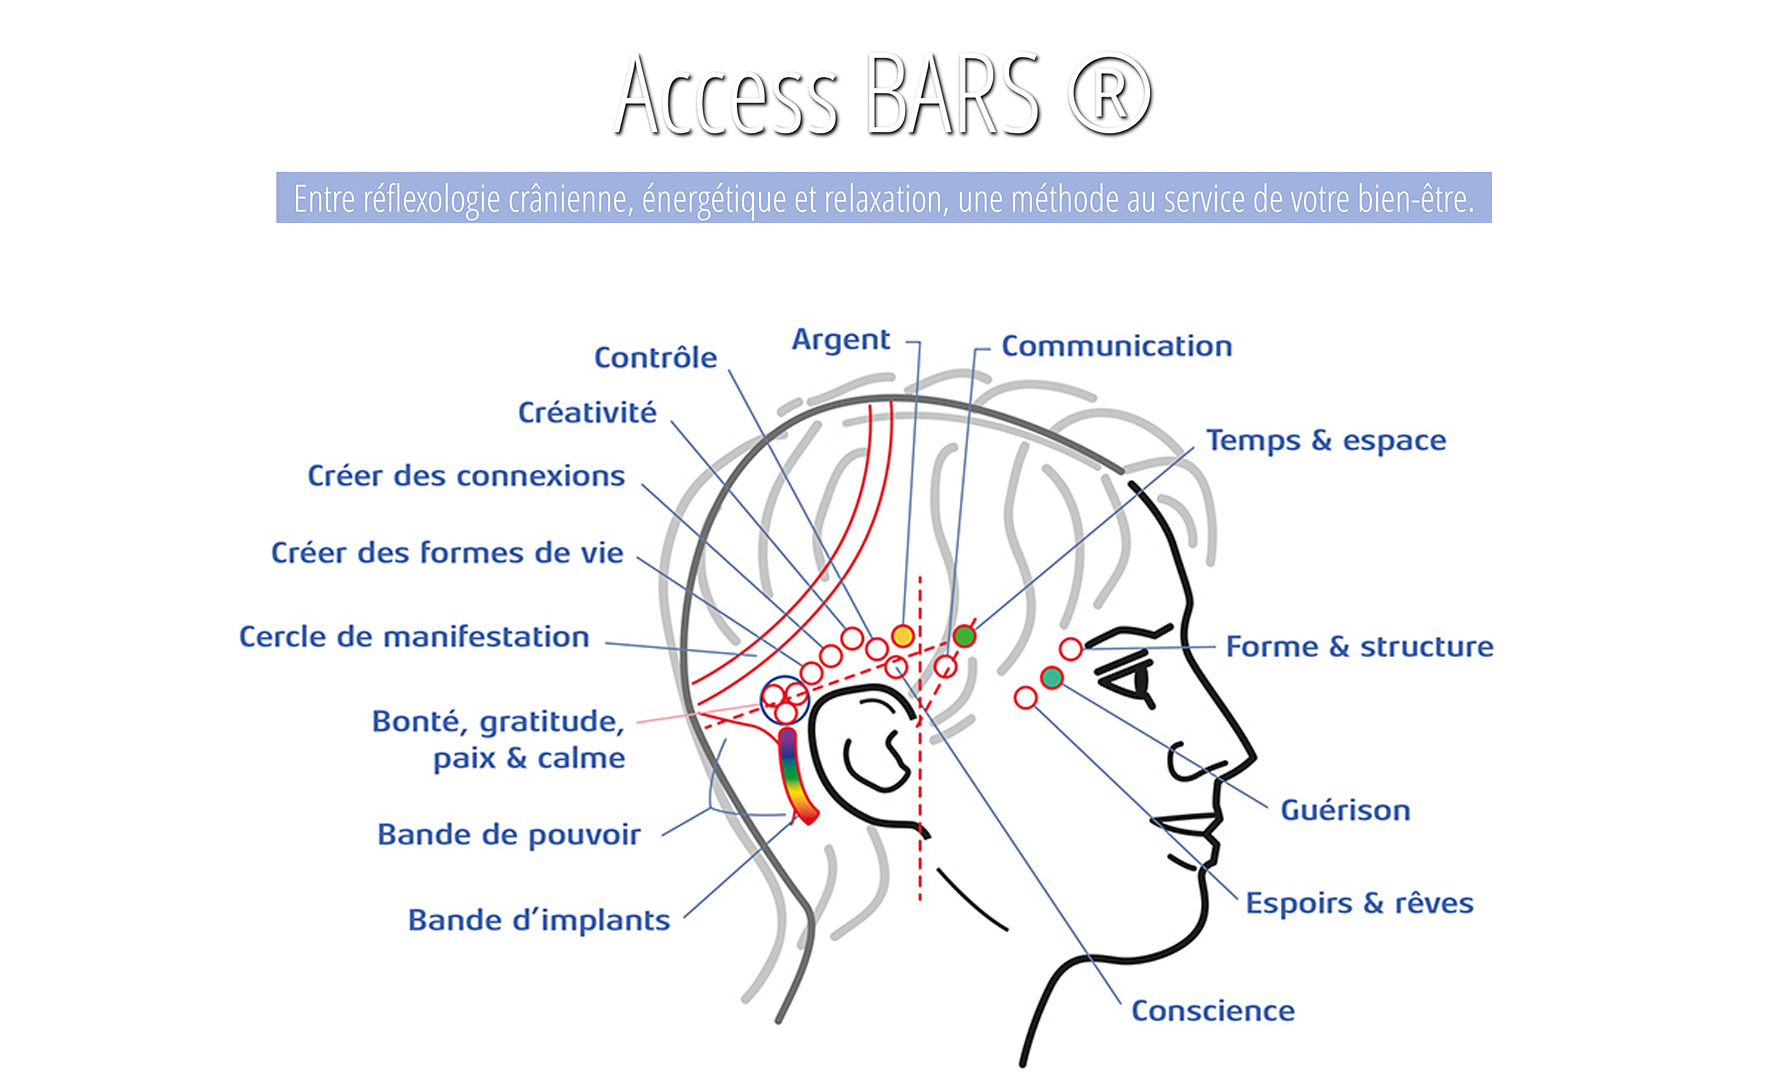 Access BARS ®
Entre réflexologie crânienne, énergétique et relaxation, une méthode au service de votre bien-être.
Argent
Communication
Contrôle
Créativité
Temps & espace
Créer des connexions
Créer des formes de vie
Cercle de manifestation
Forme & structure
Bonté, gratitude,
paix & calme
Guérison
Bande de pouvoir
Espoirs & rêves
Bande d’implants
Conscience